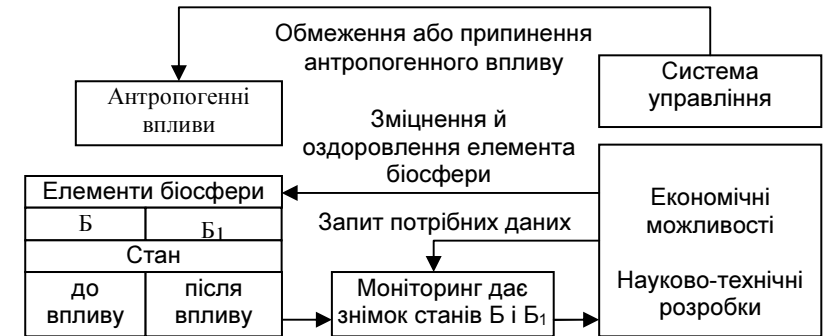 Обмеження або припинення
антропогенного впливу
Система
управління
Антропогенні
впливи
Зміцнення й
оздоровлення елемента
біосфери
Елементи біосфери
Б Б1
Стан
до впливу
після впливу
Запит потрібних даних
Моніторинг дає
знімок станів Б і Б1
Економічні
можливості
Науково-технічні
розробки